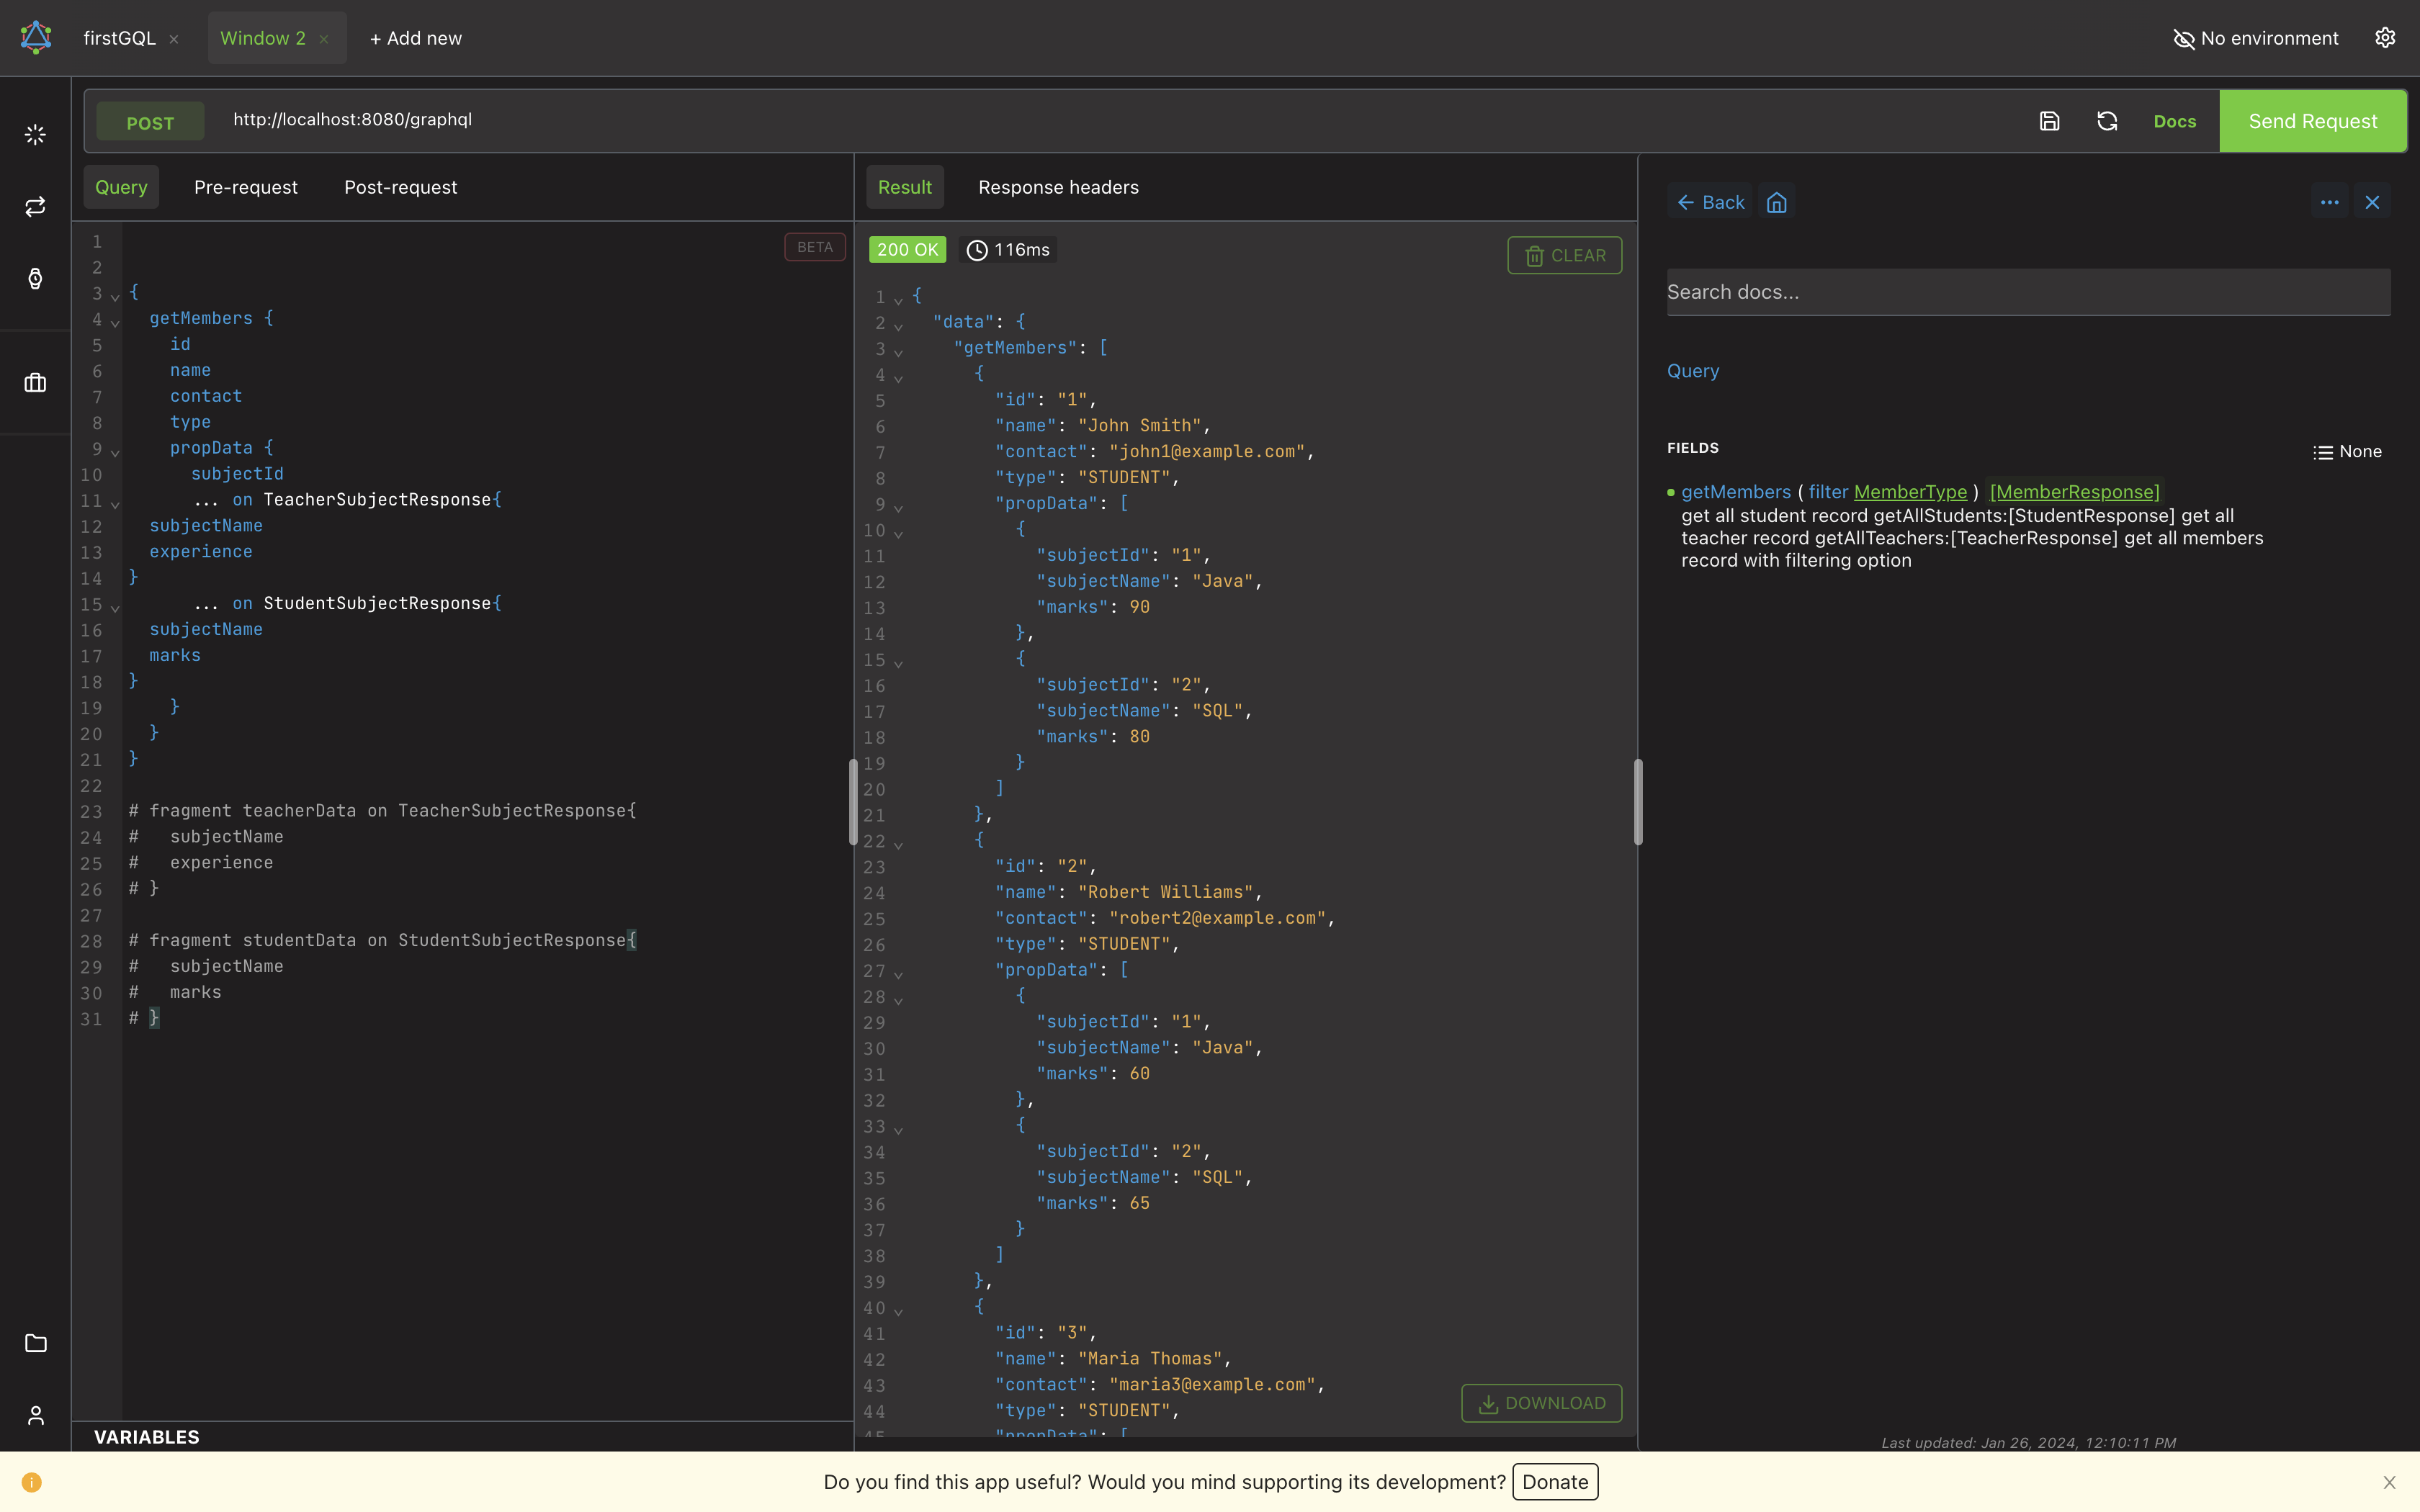 firstGQL ×
Window 2 ×
+ Add new
No environment
POST
http://localhost:8080/graphql
Docs
Send Request
Query
Pre-request
Post-request
BETA
1
2
3 {
4   getMembers {
5     id
6     name
7     contact
8     type
9     propData {
10       subjectId
11       ... on TeacherSubjectResponse{
12   subjectName
13   experience
14 }
15       ... on StudentSubjectResponse{
16   subjectName
17   marks
18 }
19     }
20   }
21 }
22
23 # fragment teacherData on TeacherSubjectResponse{
24 #   subjectName
25 #   experience
26 # }
27
28 # fragment studentData on StudentSubjectResponse{
29 #   subjectName
30 #   marks
31 # }
VARIABLES
Result
Response headers
200 OK
116ms
CLEAR
1 {
2   "data": {
3     "getMembers": [
4       {
5         "id": "1",
6         "name": "John Smith",
7         "contact": "john1@example.com",
8         "type": "STUDENT",
9         "propData": [
10           {
11             "subjectId": "1",
12             "subjectName": "Java",
13             "marks": 90
14           },
15           {
16             "subjectId": "2",
17             "subjectName": "SQL",
18             "marks": 80
19           }
20         ]
21       },
22       {
23         "id": "2",
24         "name": "Robert Williams",
25         "contact": "robert2@example.com",
26         "type": "STUDENT",
27         "propData": [
28           {
29             "subjectId": "1",
30             "subjectName": "Java",
31             "marks": 60
32           },
33           {
34             "subjectId": "2",
35             "subjectName": "SQL",
36             "marks": 65
37           }
38         ]
39       },
40       {
41         "id": "3",
42         "name": "Maria Thomas",
43         "contact": "maria3@example.com",
44         "type": "STUDENT",
45         "propData": [
DOWNLOAD
Back
Search docs...
Query
FIELDS
None
getMembers ( filter MemberType ) [MemberResponse]
get all student record getAllStudents:[StudentResponse] get all
teacher record getAllTeachers:[TeacherResponse] get all members
record with filtering option
Last updated: Jan 26, 2024, 12:10:11 PM
Do you find this app useful? Would you mind supporting its development? Donate